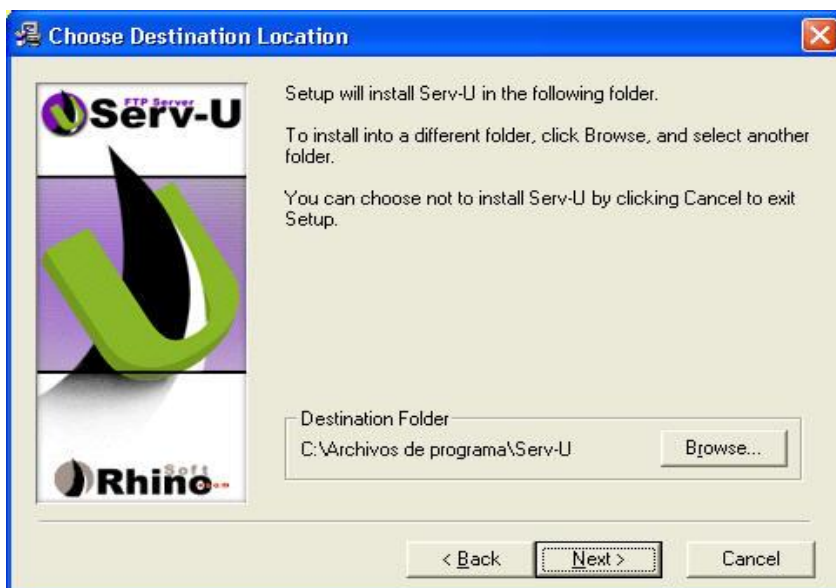 Choose Destination Location
FTP Server
Serv-U
Setup will install Serv-U in the following folder.
To install into a different folder, click Browse, and select another
folder.
You can choose not to install Serv-U by clicking Cancel to exit
Setup.
Destination Folder
C:\Archivos de programa\Serv-U
Browse...
Rhino
Soft
.com
< Back
Next >
Cancel